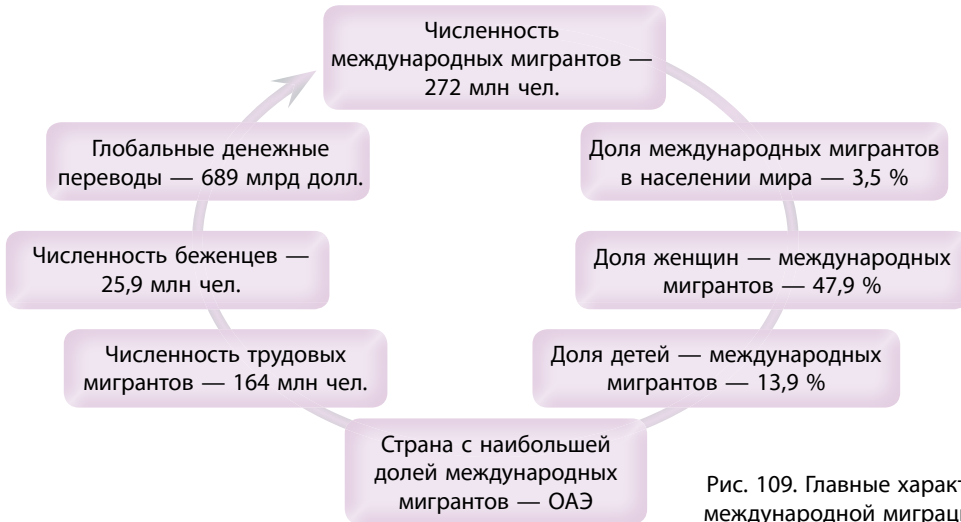 Численность
международных мигрантов —
272 млн чел.
Доля международных мигрантов
в населении мира — 3,5 %
Доля женщин — международных
мигрантов — 47,9 %
Доля детей — международных
мигрантов — 13,9 %
Страна с наибольшей
долей международных
мигрантов — ОАЭ
Численность трудовых
мигрантов — 164 млн чел.
Численность беженцев —
25,9 млн чел.
Глобальные денежные
переводы — 689 млрд долл.
Рис. 109. Главные
международной